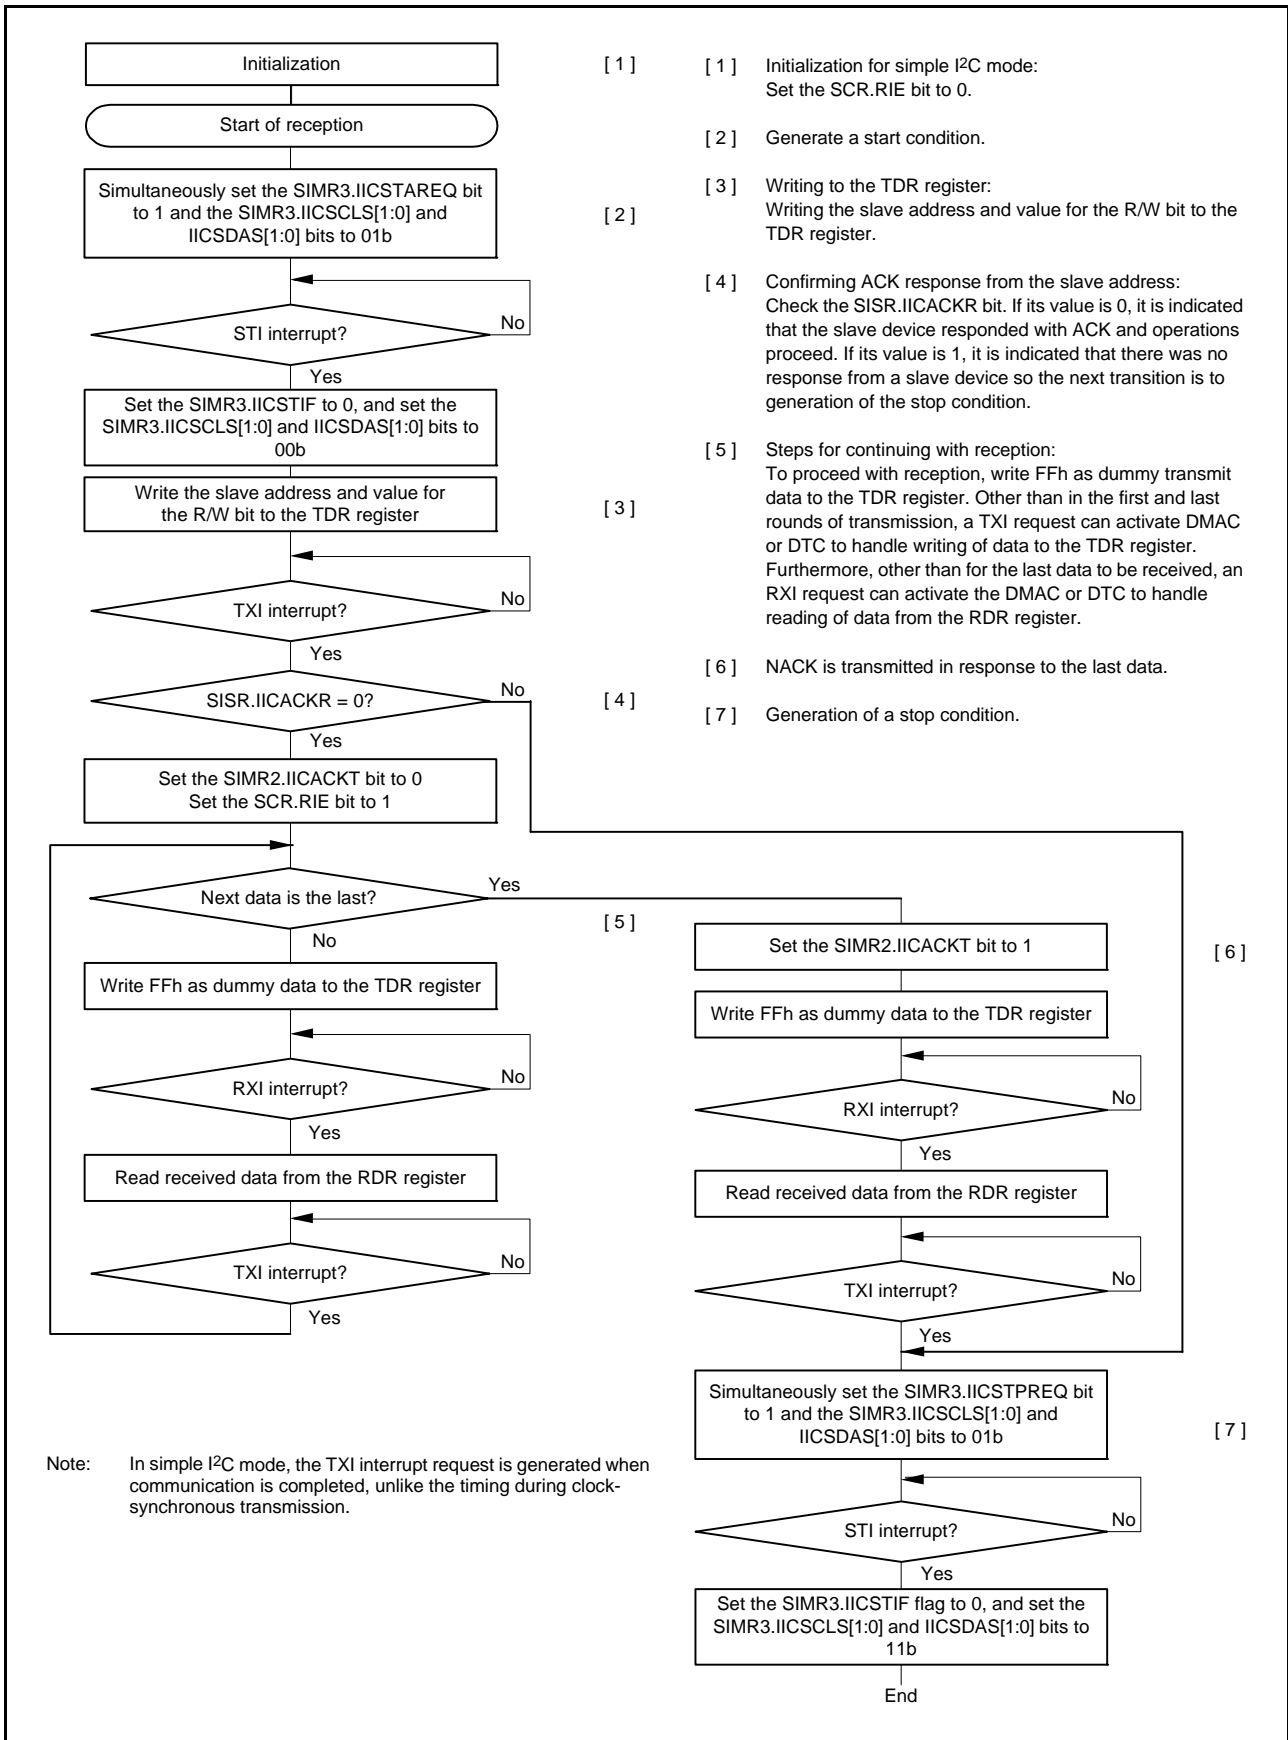 Initialization
[ 1 ]
Start of reception
Simultaneously set the SIMR3.IICSTAREQ bit
to 1 and the SIMR3.IICSCLS[1:0] and
IICSDAS[1:0] bits to 01b
[ 2 ]
STI interrupt?
No
Yes
Set the SIMR3.IICSTIF to 0, and set the
SIMR3.IICSCLS[1:0] and IICSDAS[1:0] bits to
00b
Write the slave address and value for
the R/W bit to the TDR register
[ 3 ]
TXI interrupt?
No
Yes
SISR.IICACKR = 0?
No
[ 4 ]
Yes
Set the SIMR2.IICACKT bit to 0
Set the SCR.RIE bit to 1
Next data is the last?
Yes
[ 5 ]
No
Write FFh as dummy data to the TDR register
RXI interrupt?
No
Yes
Read received data from the RDR register
TXI interrupt?
No
Yes
[ 1 ] Initialization for simple I2C mode:
Set the SCR.RIE bit to 0.
[ 2 ] Generate a start condition.
[ 3 ] Writing to the TDR register:
Writing the slave address and value for the R/W bit to the
TDR register.
[ 4 ] Confirming ACK response from the slave address:
Check the SISR.IICACKR bit. If its value is 0, it is indicated
that the slave device responded with ACK and operations
proceed. If its value is 1, it is indicated that there was no
response from a slave device so the next transition is to
generation of the stop condition.
[ 5 ] Steps for continuing with reception:
To proceed with reception, write FFh as dummy transmit
data to the TDR register. Other than in the first and last
rounds of transmission, a TXI request can activate DMAC
or DTC to handle writing of data to the TDR register.
Furthermore, other than for the last data to be received, an
RXI request can activate the DMAC or DTC to handle
reading of data from the RDR register.
[ 6 ] NACK is transmitted in response to the last data.
[ 7 ] Generation of a stop condition.
Set the SIMR2.IICACKT bit to 1
[ 6 ]
Write FFh as dummy data to the TDR register
RXI interrupt?
No
Yes
Read received data from the RDR register
TXI interrupt?
No
Yes
Simultaneously set the SIMR3.IICSTPREQ bit
to 1 and the SIMR3.IICSCLS[1:0] and
IICSDAS[1:0] bits to 01b
[ 7 ]
STI interrupt?
No
Yes
Set the SIMR3.IICSTIF flag to 0, and set the
SIMR3.IICSCLS[1:0] and IICSDAS[1:0] bits to
11b
End
Note: In simple I2C mode, the TXI interrupt request is generated when
communication is completed, unlike the timing during clock-
synchronous transmission.